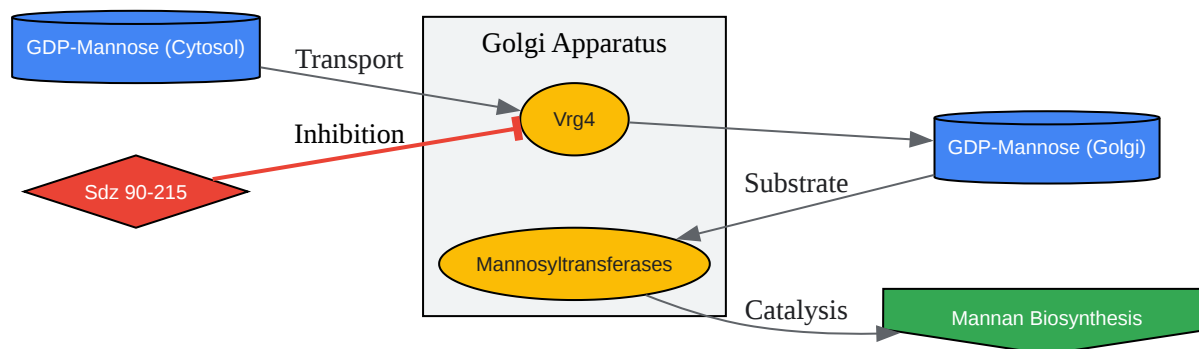 GDP-Mannose (Cytosol)
Golgi Apparatus
Transport
Vrg4
Inhibition
GDP-Mannose (Golgi)
Sdz 90-215
Substrate
Mannosyltransferases
Catalysis
Mannan Biosynthesis